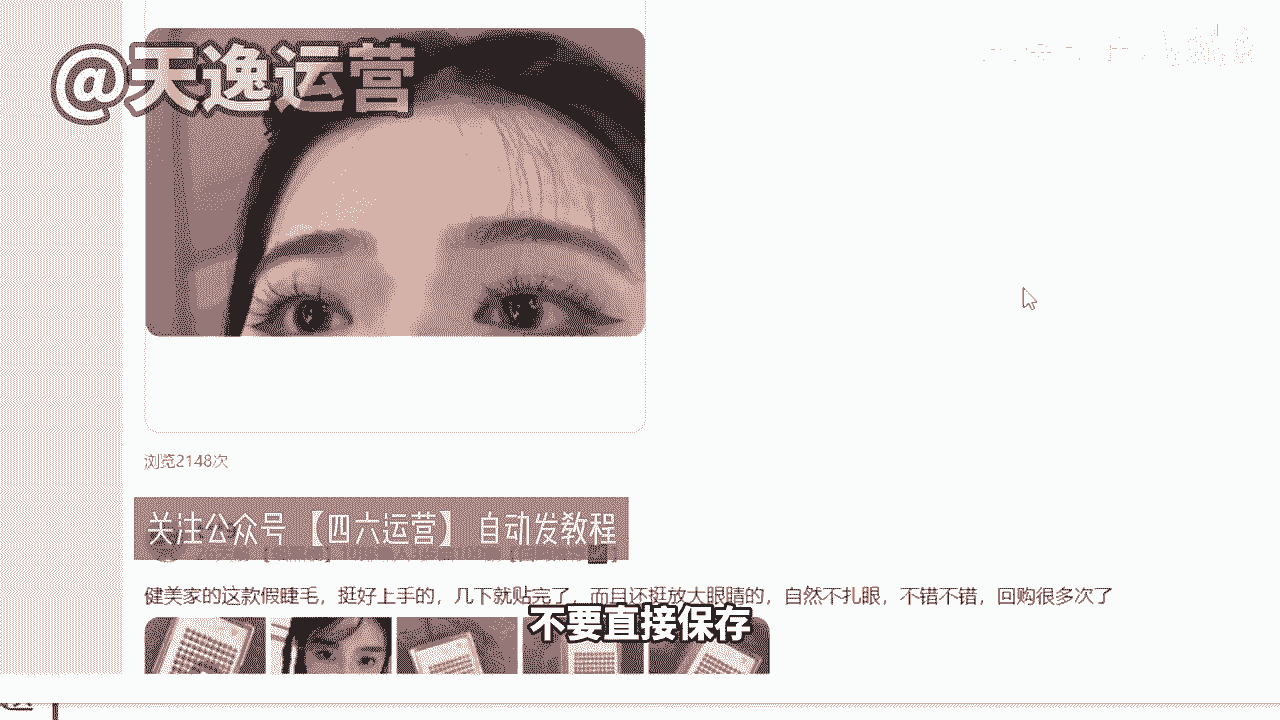 @天逸运营
浏览2148次
关注公众号 【四六运营】 自动发教程
健美家的这款假睫毛，挺好上手的，几下就贴完了，而且还挺放大眼睛的，自然不扎眼，不错不错，回购很多次了
不要直接保存